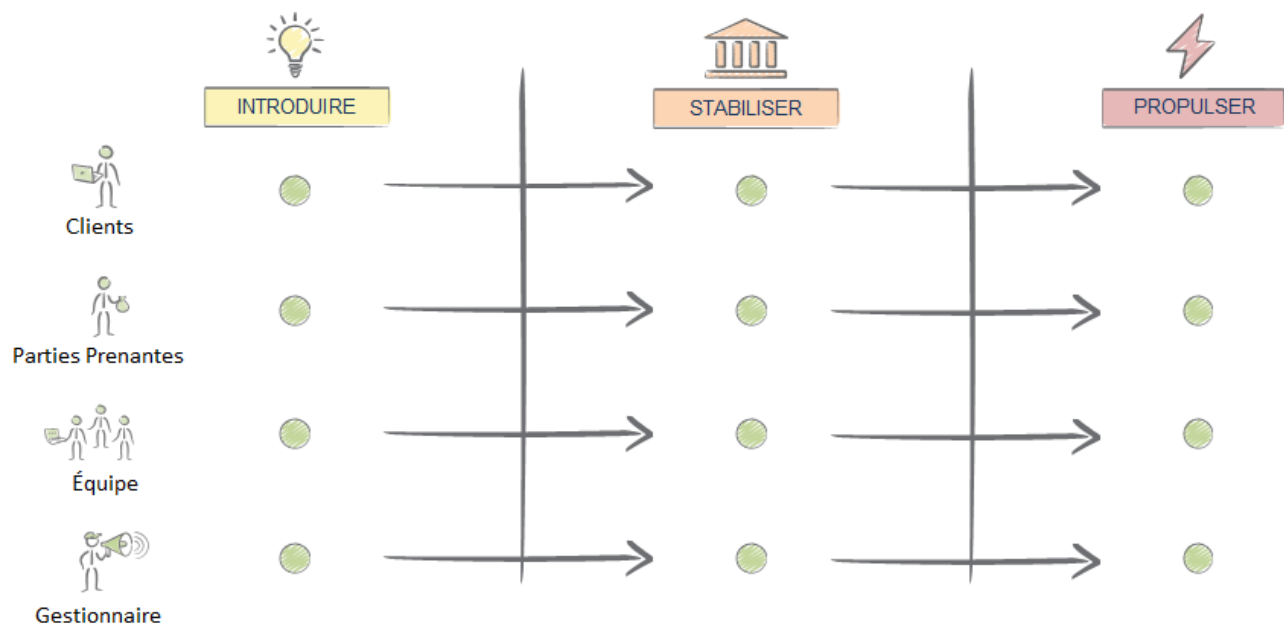 INTRODUIRE
STABILISER
PROPULSER
Clients
Parties Prenantes
Équipe
Gestionnaire